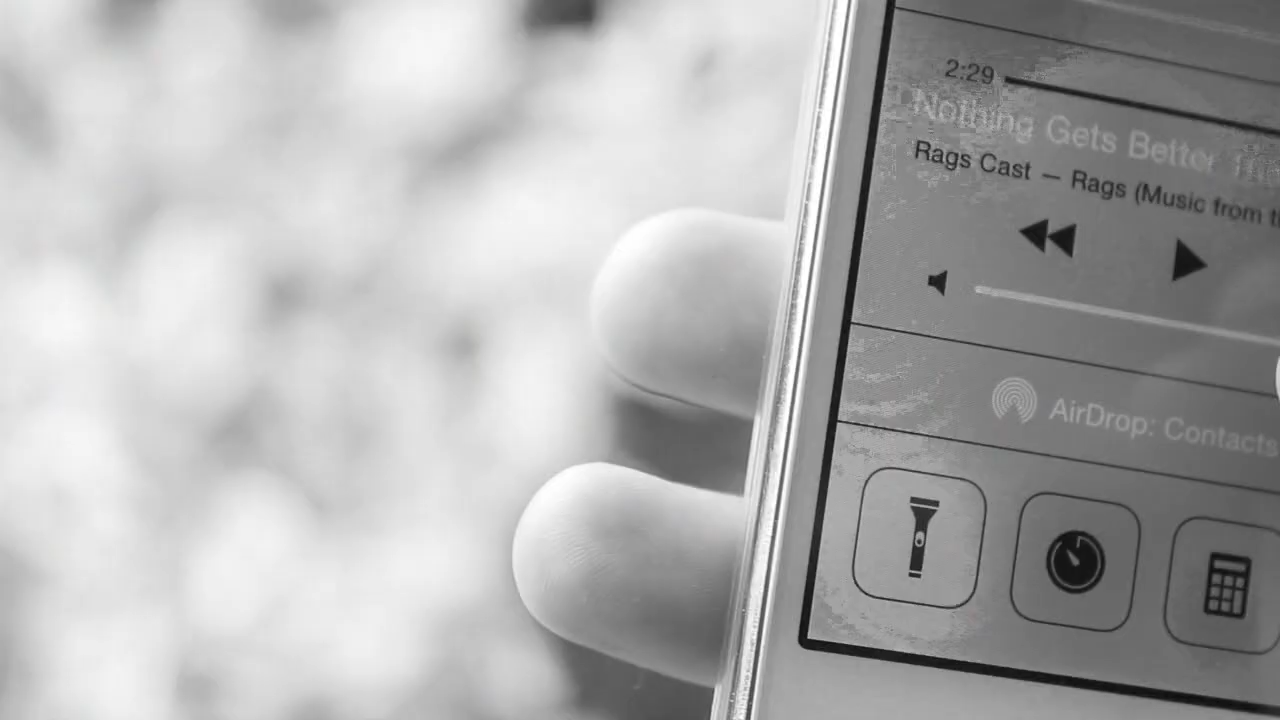 2:29
Nothing Gets Better
Rags Cast — Rags (Music from
AirDrop: Contacts